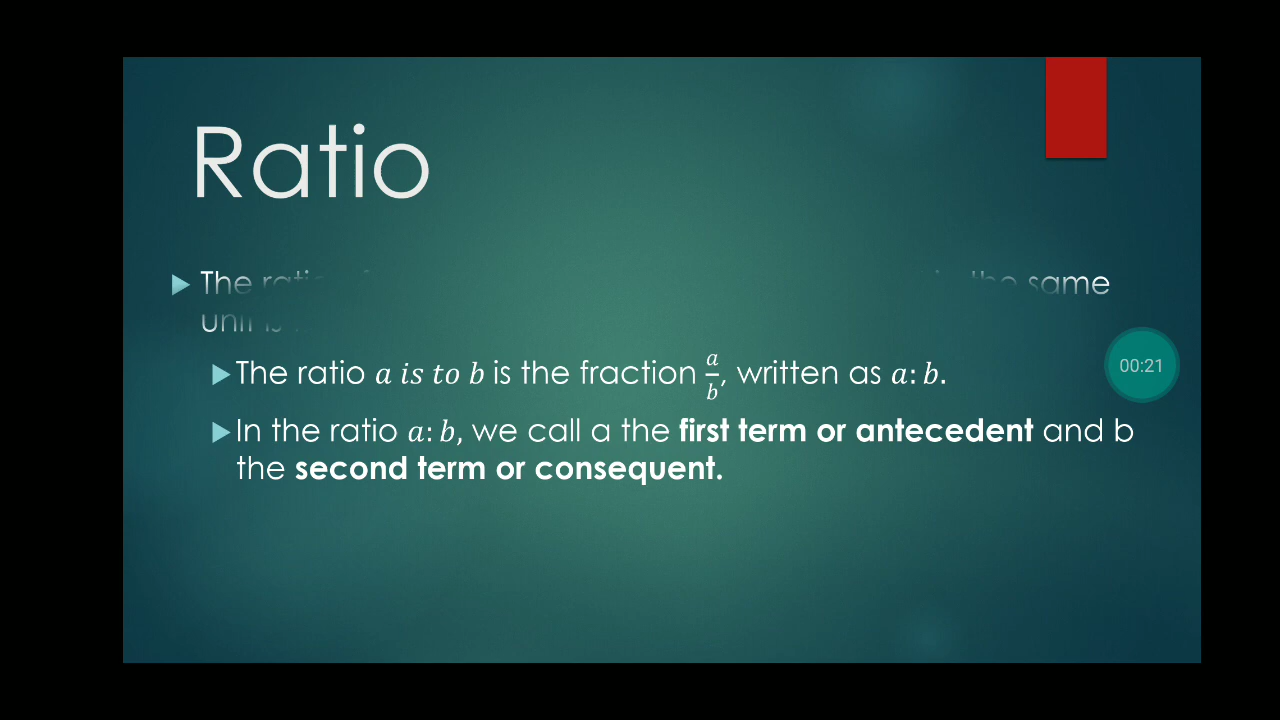 Ratio
The same
The ratio a is to b is the fraction a/b, written as a: b.
00:21
In the ratio a: b, we call a the first term or antecedent and b
the second term or consequent.